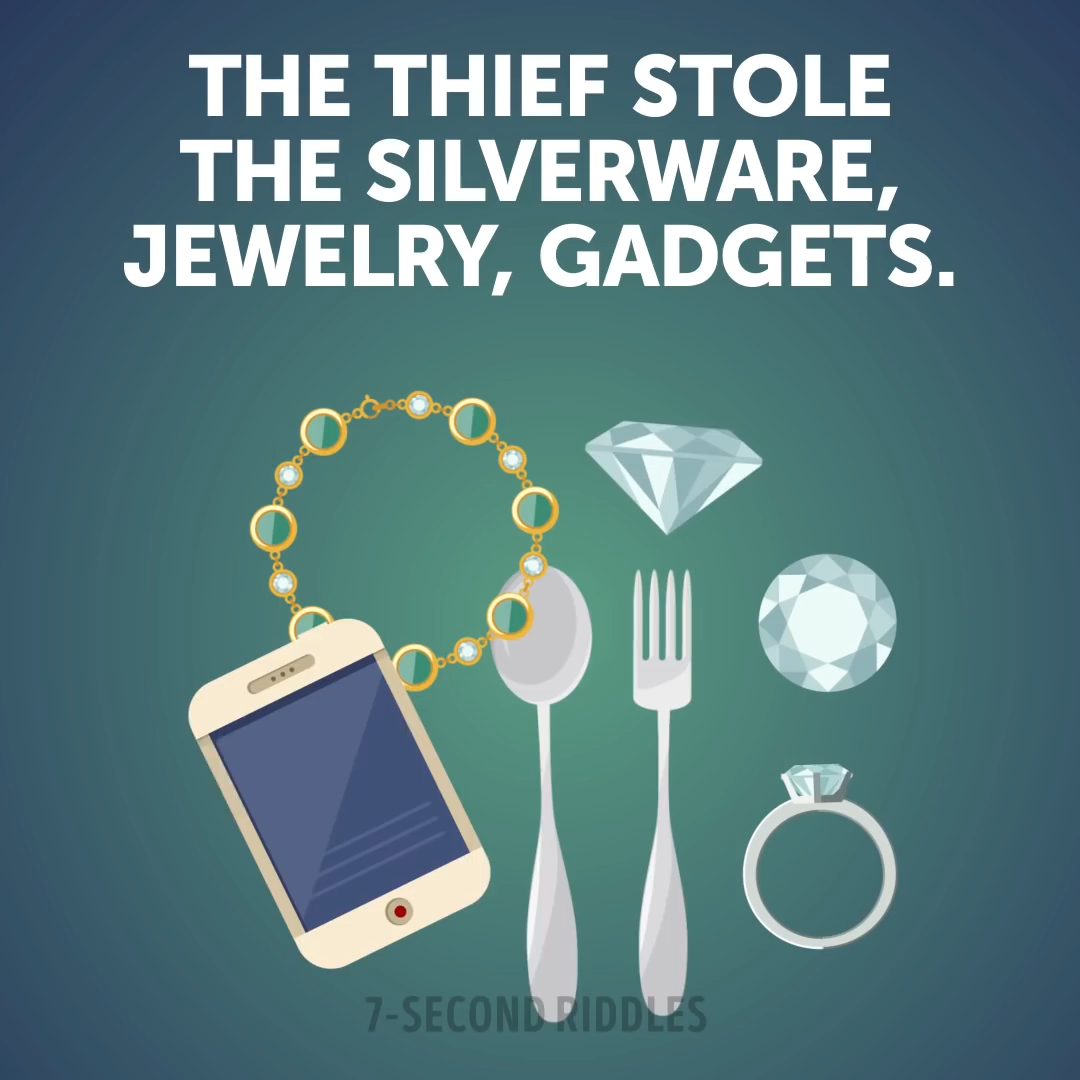 THE THIEF STOLE
THE SILVERWARE,
JEWELRY, GADGETS.
7-SECOND RIDDLES